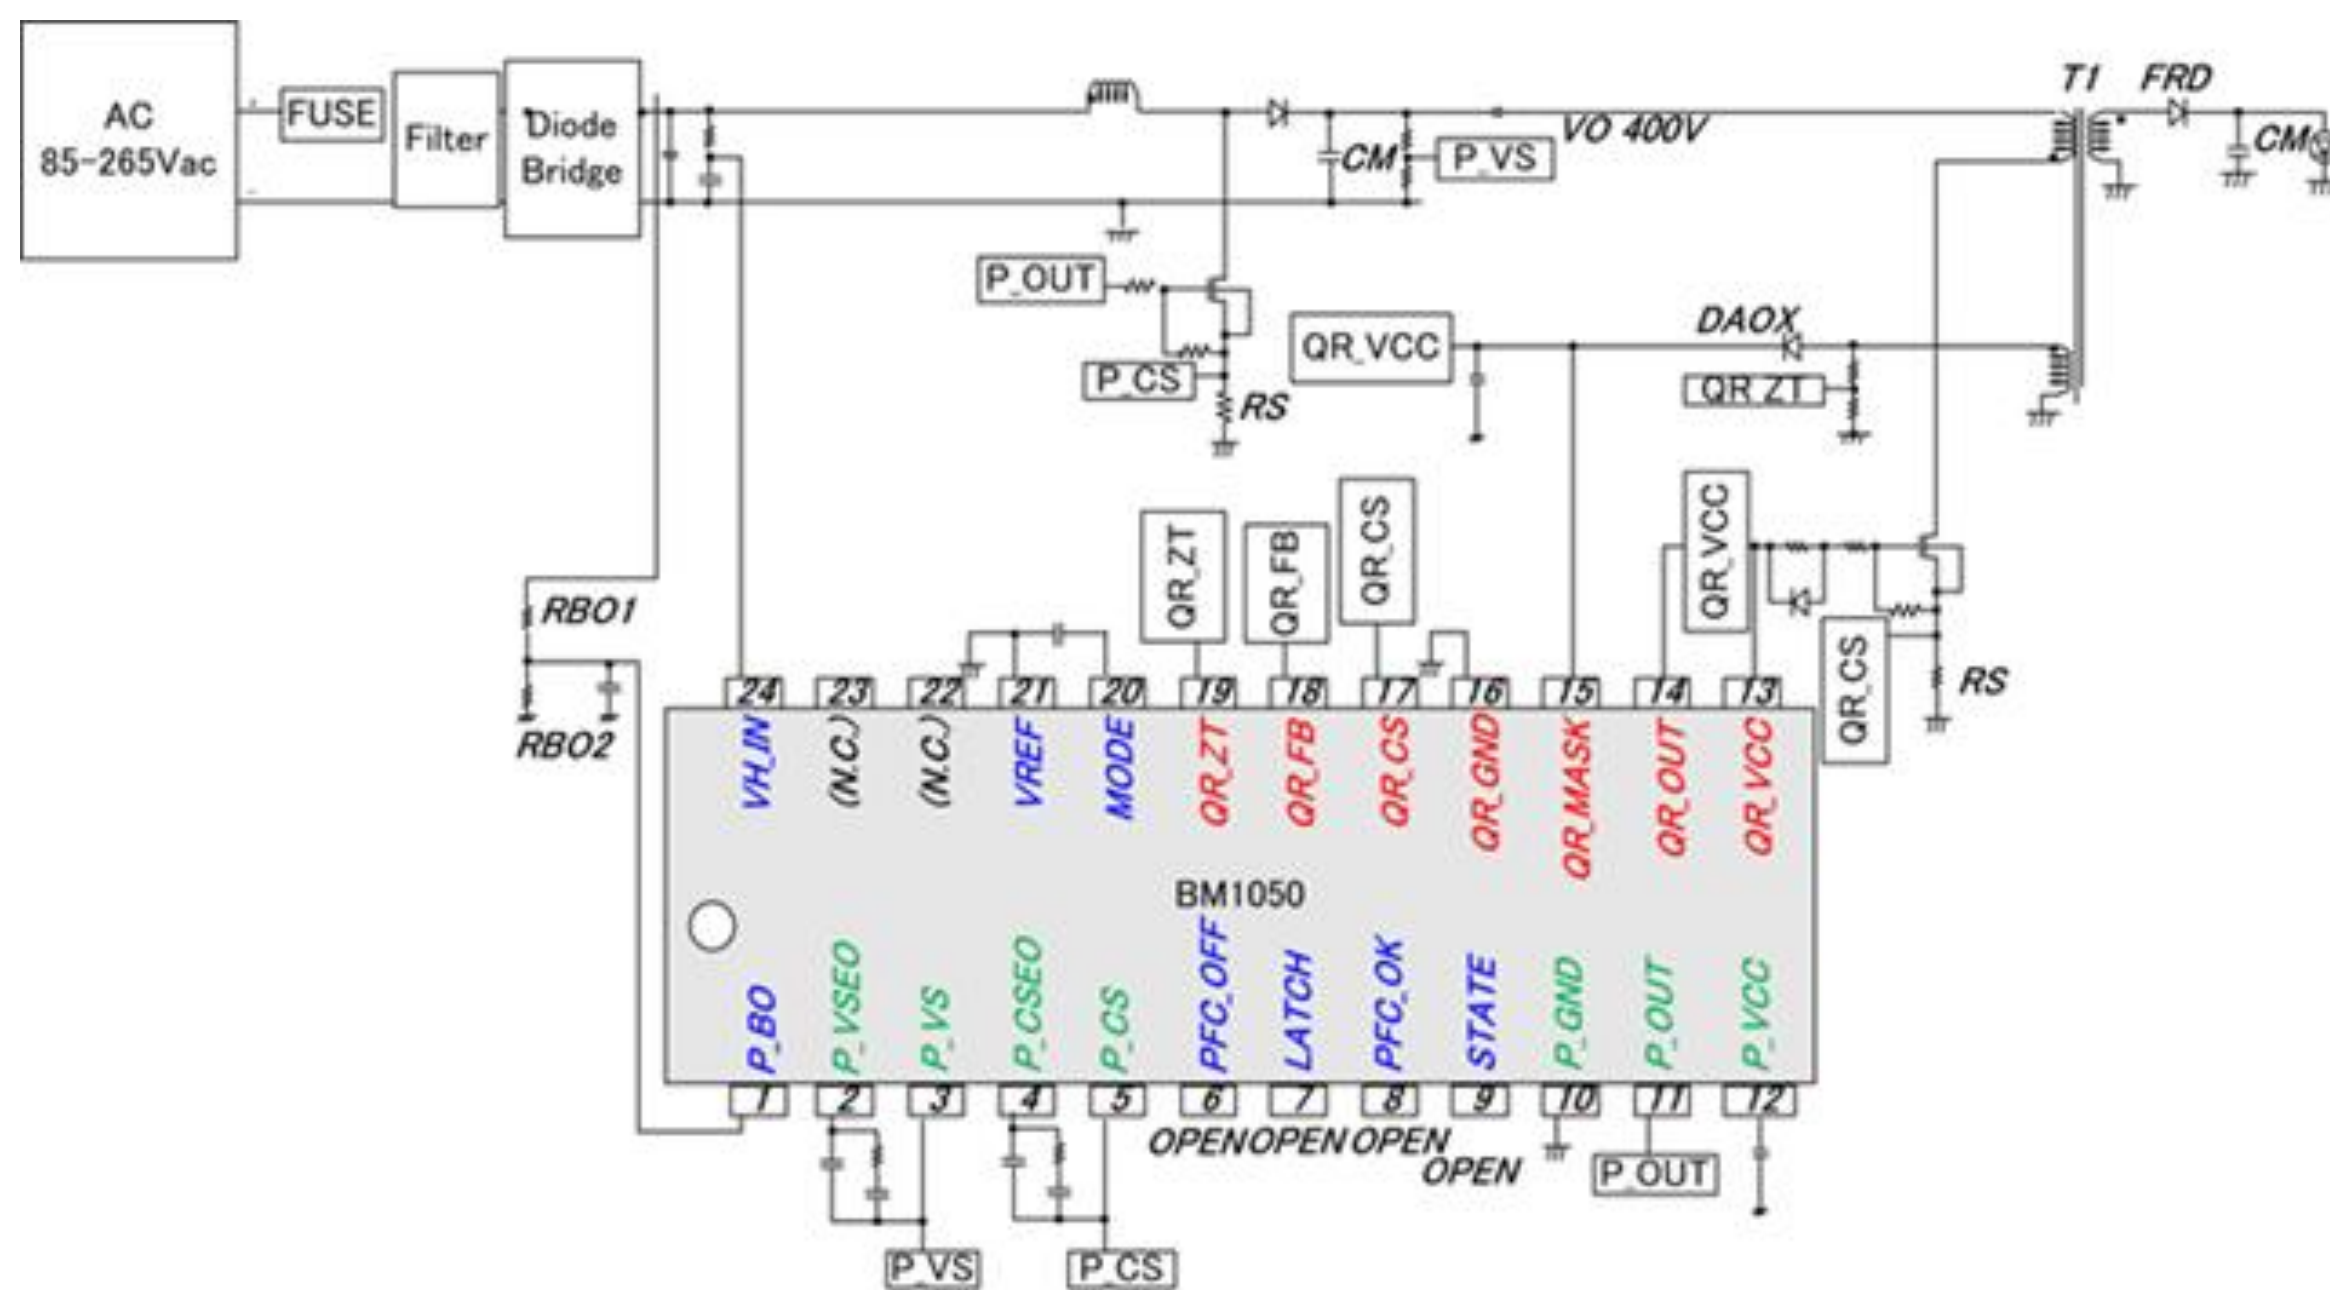 AC
85-265Vac
FUSE
Filter
Diode
Bridge
T1
FRD
VO 400V
CM
P_VS
CM
P_OUT
P_CS
RS
QR_VCC
DAOX
QR_ZT
QR_ZT
QR_FB
QR_CS
QR_VCC
QR_CS
RS
RBO1
RBO2
24 23 22 21 20 19 18 17 16 15 14 13
VH_IN
(N.C.)
(N.C.)
VREF
MODE
QR_ZT
QR_FB
QR_CS
QR_GND
QR_MASK
QR_OUT
QR_VCC
BM1050
P_BO
P_VSEO
P_VS
P_CSEO
P_CS
PFC_OFF
LATCH
PFC_OK
STATE
P_GND
P_OUT
P_VCC
1 2 3 4 5 6 7 8 9 10 11 12
OPEN OPEN OPEN
OPEN
P_OUT
P_VS
P_CS